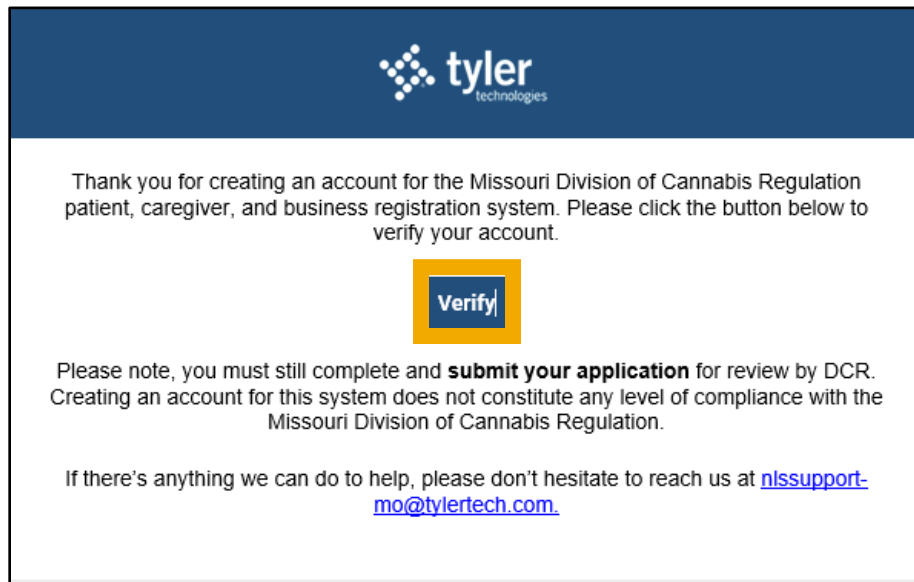 tyler
technologies
Thank you for creating an account for the Missouri Division of Cannabis Regulation
patient, caregiver, and business registration system. Please click the button below to
verify your account.
Verify
Please note, you must still complete and submit your application for review by DCR.
Creating an account for this system does not constitute any level of compliance with the
Missouri Division of Cannabis Regulation.
If there's anything we can do to help, please don't hesitate to reach us at nlssupport-
mo@tylertech.com.